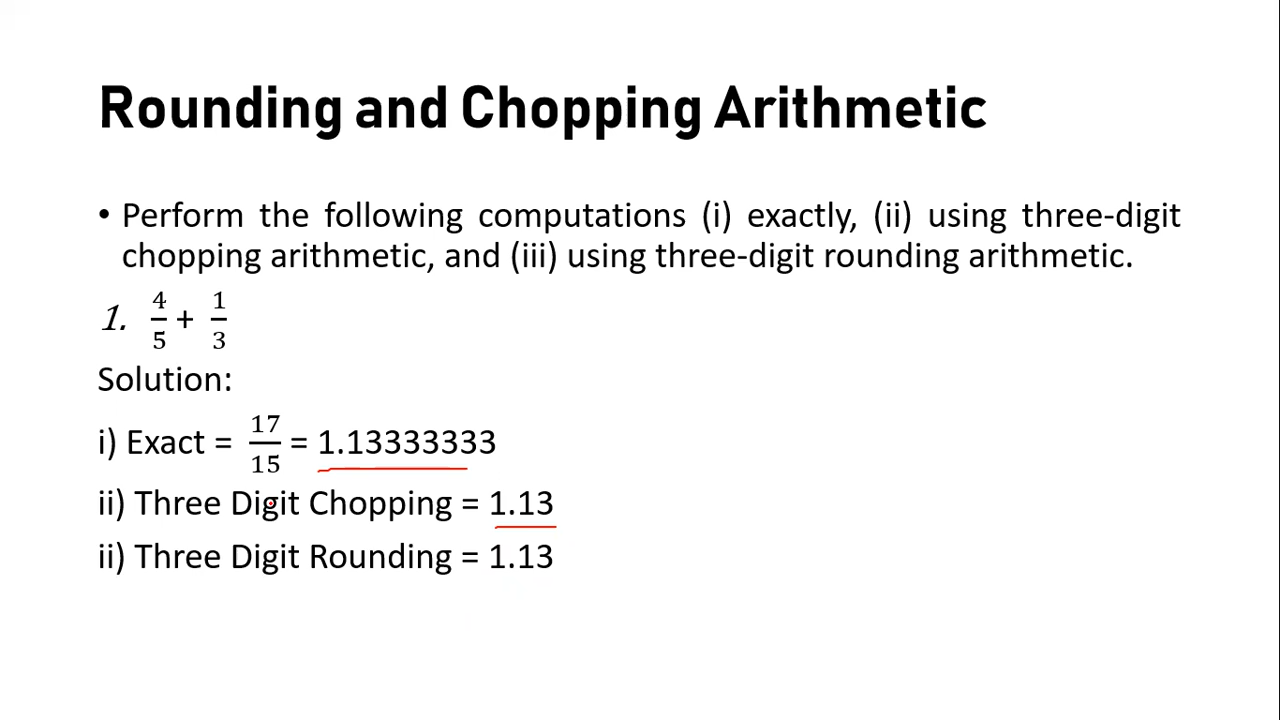 Rounding and Chopping Arithmetic
• Perform the following computations (i) exactly, (ii) using three-digit
chopping arithmetic, and (iii) using three-digit rounding arithmetic.
1. 4/5 + 1/3
Solution:
i) Exact = 17/15 = 1.13333333
ii) Three Digit Chopping = 1.13
ii) Three Digit Rounding = 1.13